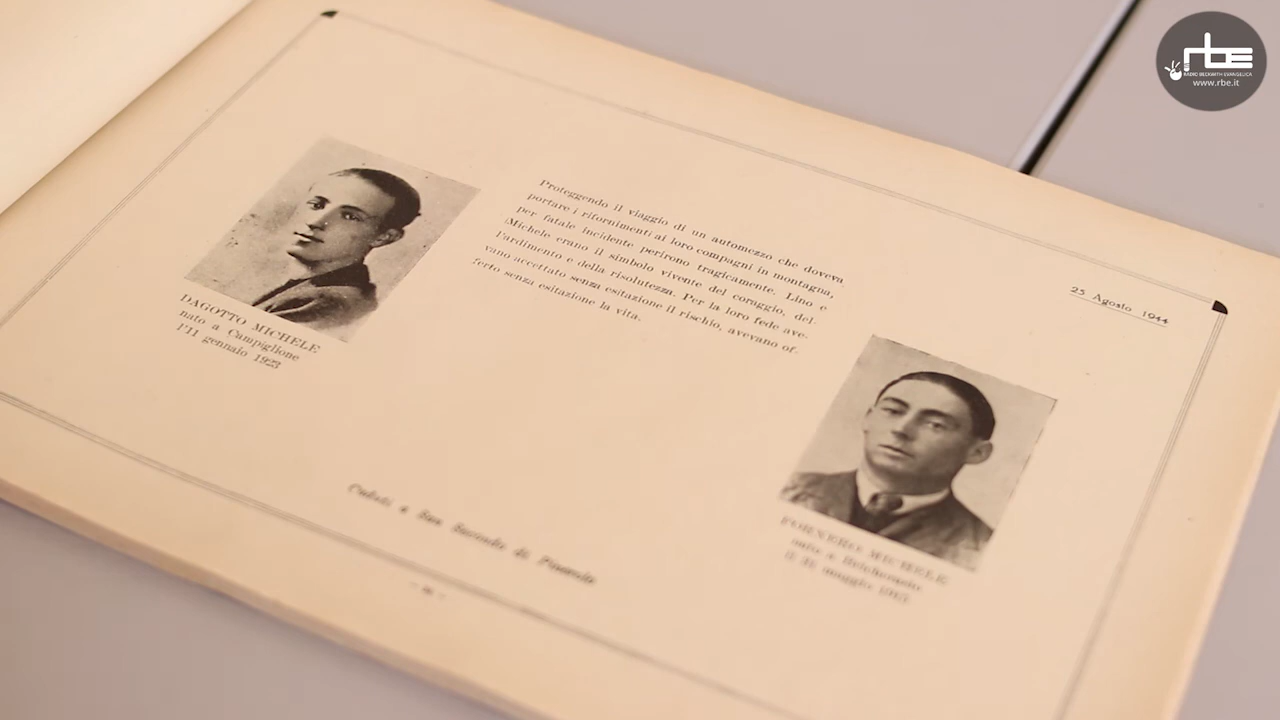 rbe
RADIO BECKWITH EVANGELICA
www.rbe.it
25 Agosto 1944
Proteggendo il viaggio di un automezzo che doveva
portare i rifornimenti ai loro compagni in montagna,
per fatale incidente perirono tragicamente. Lino e
Michele erano il simbolo vivente del coraggio, del-
l'ardimento e della risolutezza. Per la loro fede ave-
vano accettato senza esitazione il rischio, avevano of-
ferto senza esitazione la vita.
DAGOTTO MICHELE
nato a Campiglione
l'11 gennaio 1923
FORNERO MICHELE
nato a Bricherasio
il maggio
Caduti a San Secondo di Pinerolo